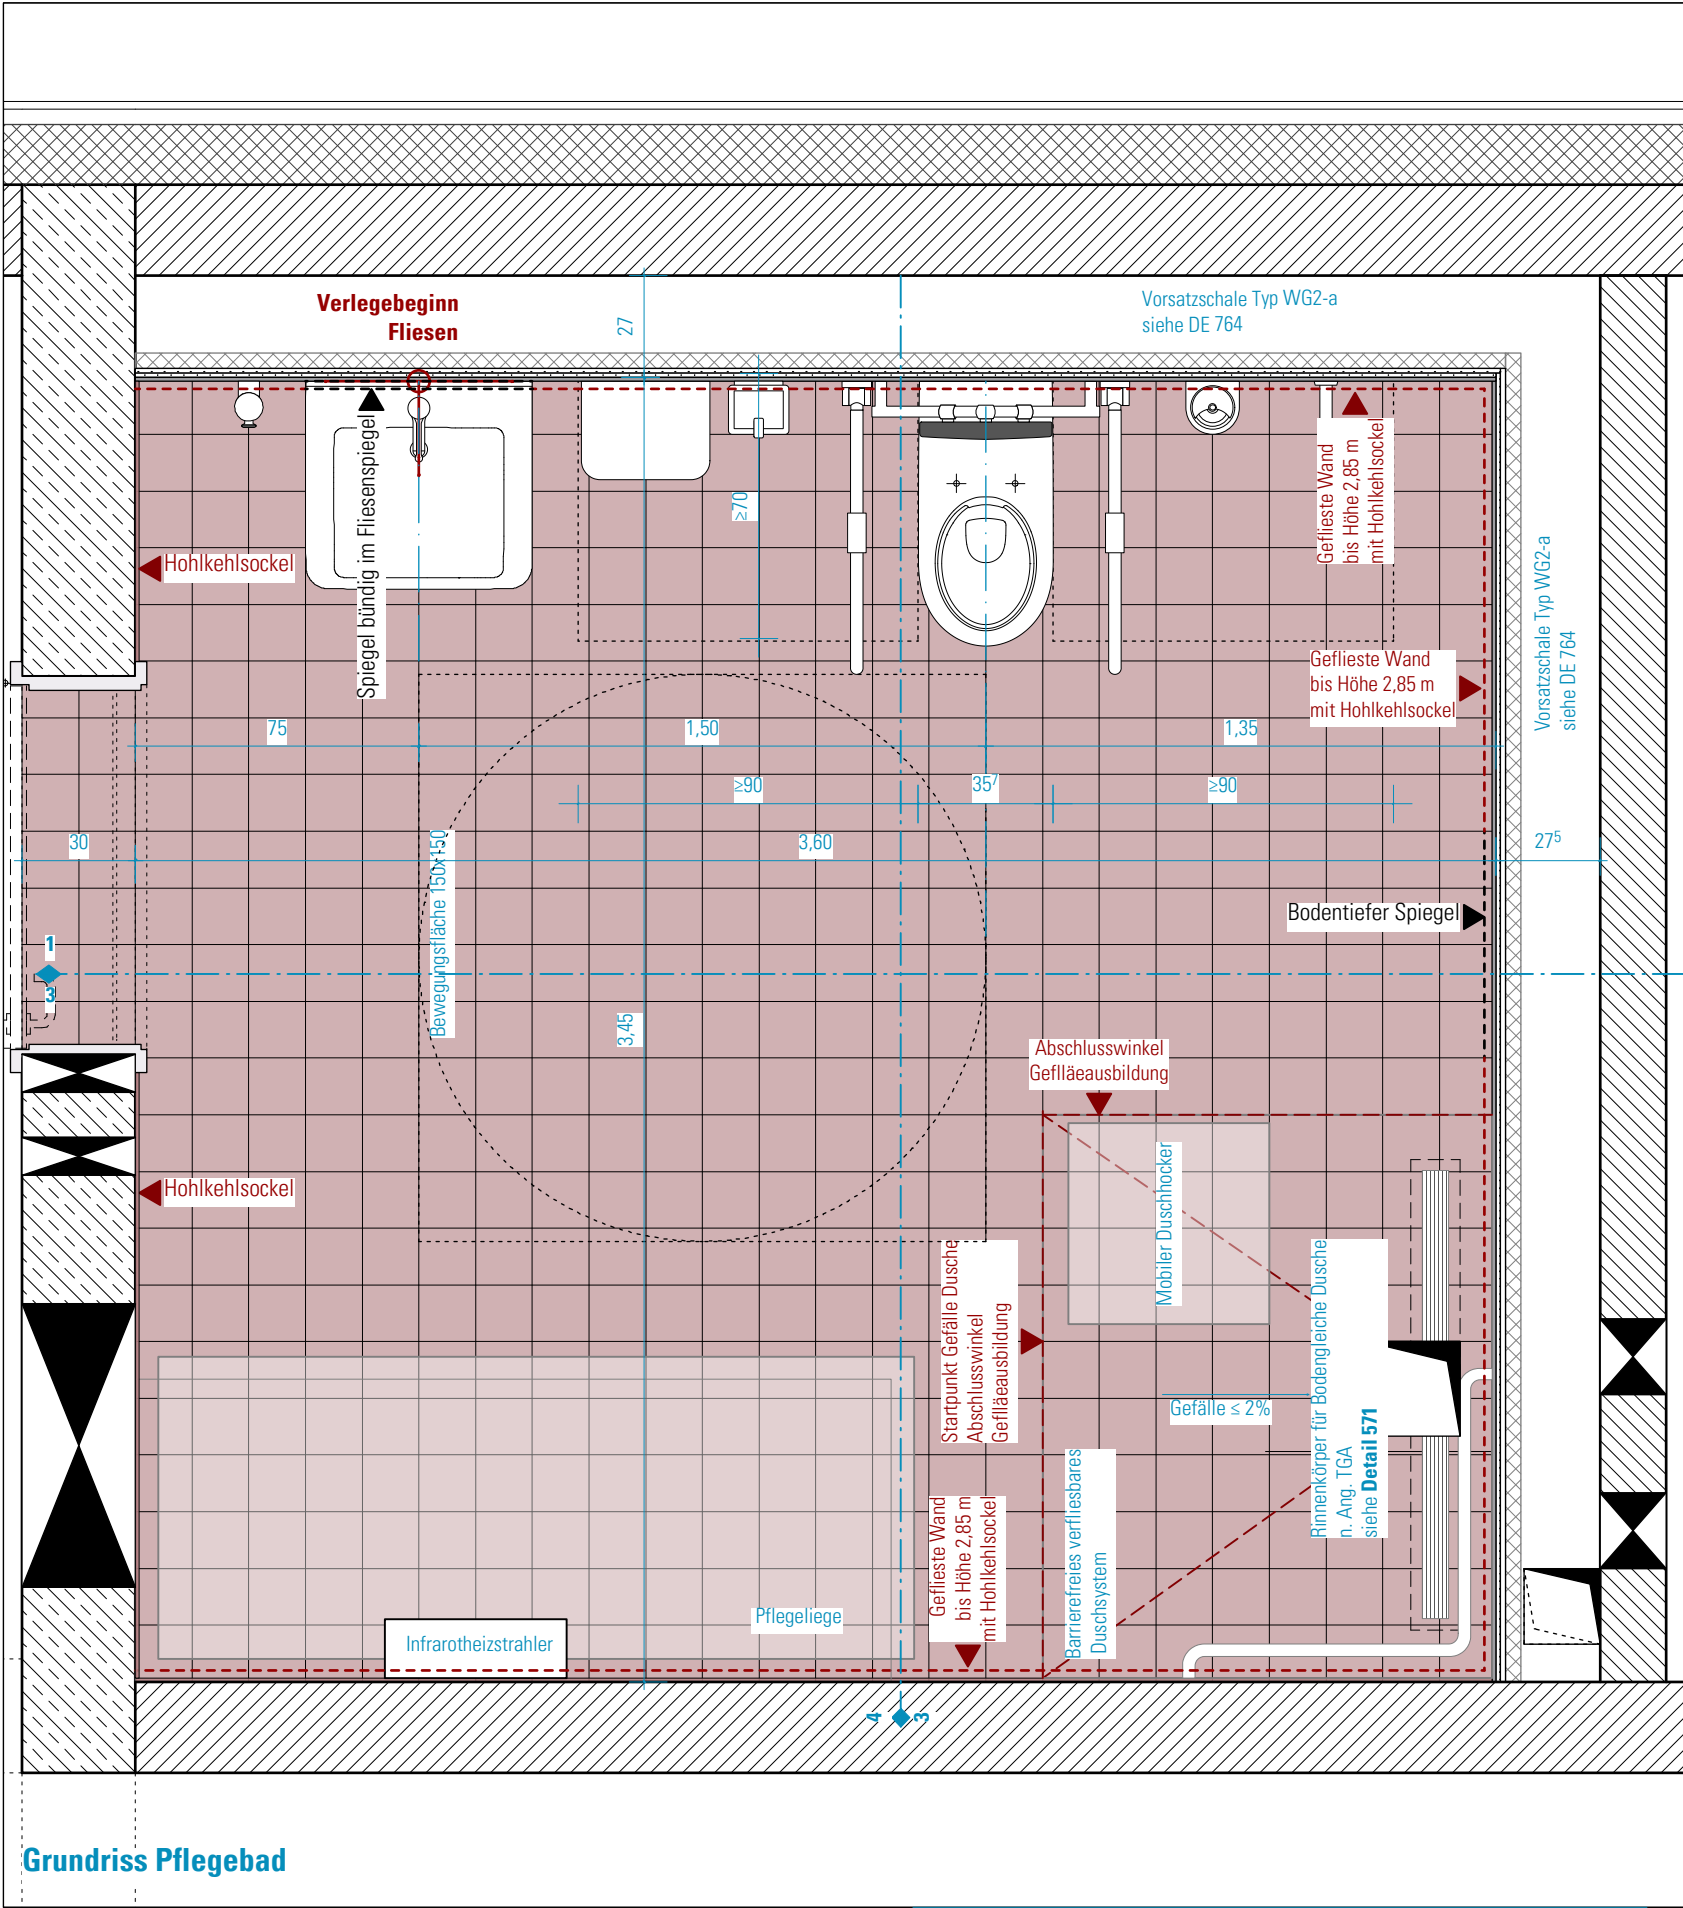 Verlegebeginn
Fliesen
27
Vorsatzschale Typ WG2-a
siehe DE 764
Spiegel bündig im Fliesenspiegel
≥70
Geflieste Wand
bis Höhe 2,85 m
mit Hohlkehlsockel
Hohlkehlsockel
Vorsatzschale Typ WG2-a
siehe DE 764
Geflieste Wand
bis Höhe 2,85 m
mit Hohlkehlsockel
75
1,50
1,35
≥90
35⁷
≥90
30
3,60
27⁵
Bewegungsfläche 150x150
Bodentiefer Spiegel
1
3
3,45
Abschlusswinkel
Geflläeausbildung
Hohlkehlsockel
Mobiler Duschhocker
Startpunkt Gefälle Dusche
Abschlusswinkel
Geflläeausbildung
Rinnenkörper für Bodengleiche Dusche
n. Ang. TGA
siehe Detail 571
Gefälle ≤ 2%
Barrierefreies verfliesbares
Duschsystem
Geflieste Wand
bis Höhe 2,85 m
mit Hohlkehlsockel
Pflegeliege
Infrarotheizstrahler
4
3
Grundriss Pflegebad